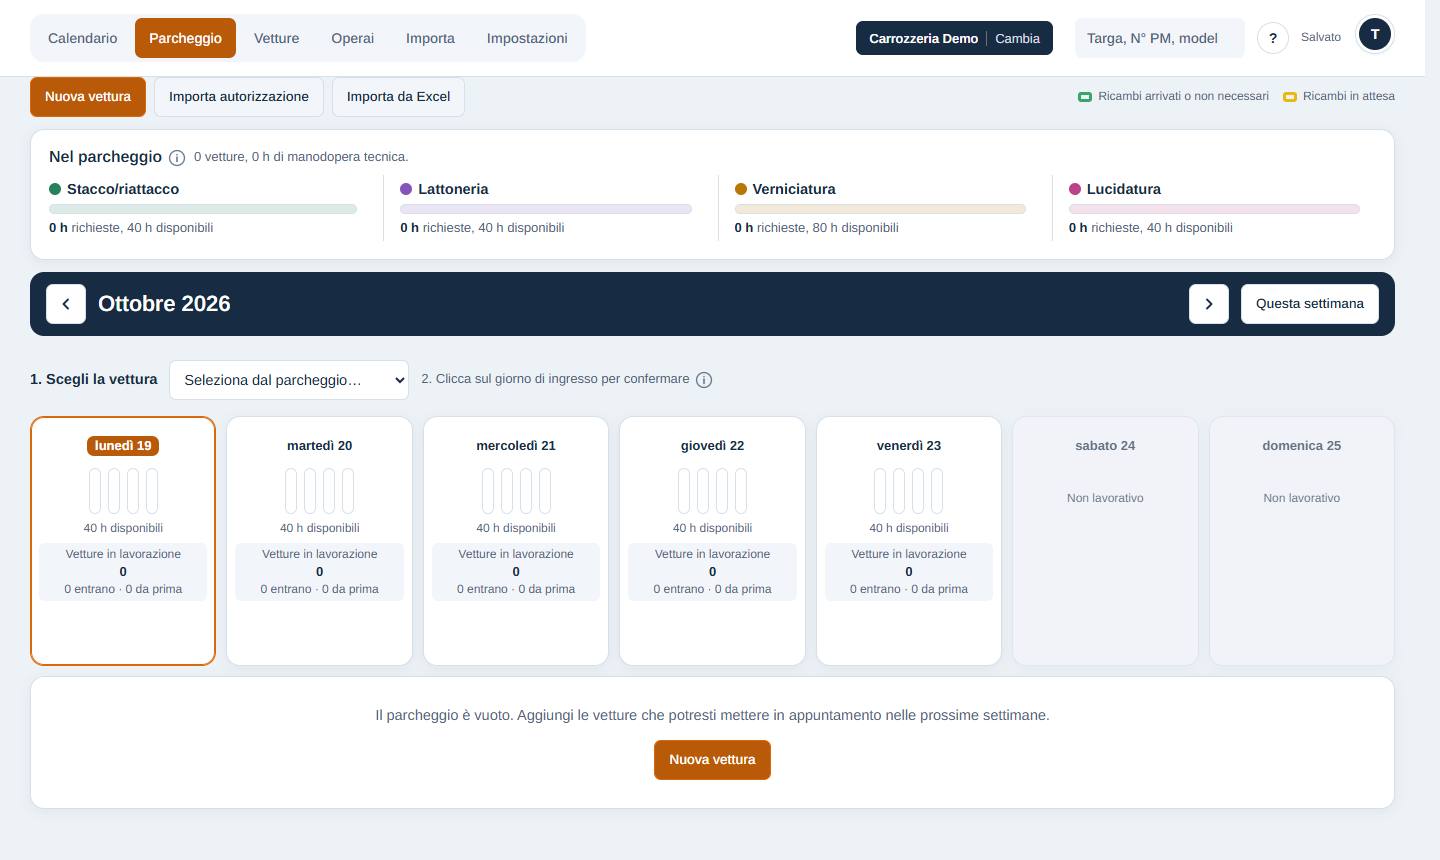 Calendario Parcheggio Vetture Operai Importa Impostazioni Carrozzeria Demo Cambia Targa, N° PM, model ? Salvato T
Nuova vettura Importa autorizzazione Importa da Excel Ricambi arrivati o non necessari Ricambi in attesa
Nel parcheggio 0 vetture, 0 h di manodopera tecnica.
Stacco/riattacco Lattoneria Verniciatura Lucidatura
0 h richieste, 40 h disponibili 0 h richieste, 40 h disponibili 0 h richieste, 80 h disponibili 0 h richieste, 40 h disponibili
Ottobre 2026 Questa settimana
1. Scegli la vettura Seleziona dal parcheggio… 2. Clicca sul giorno di ingresso per confermare
lunedì 19 martedì 20 mercoledì 21 giovedì 22 venerdì 23 sabato 24 domenica 25
Non lavorativo Non lavorativo
40 h disponibili 40 h disponibili 40 h disponibili 40 h disponibili 40 h disponibili
Vetture in lavorazione Vetture in lavorazione Vetture in lavorazione Vetture in lavorazione Vetture in lavorazione
0 0 0 0 0
0 entrano · 0 da prima 0 entrano · 0 da prima 0 entrano · 0 da prima 0 entrano · 0 da prima 0 entrano · 0 da prima
Il parcheggio è vuoto. Aggiungi le vetture che potresti mettere in appuntamento nelle prossime settimane.
Nuova vettura